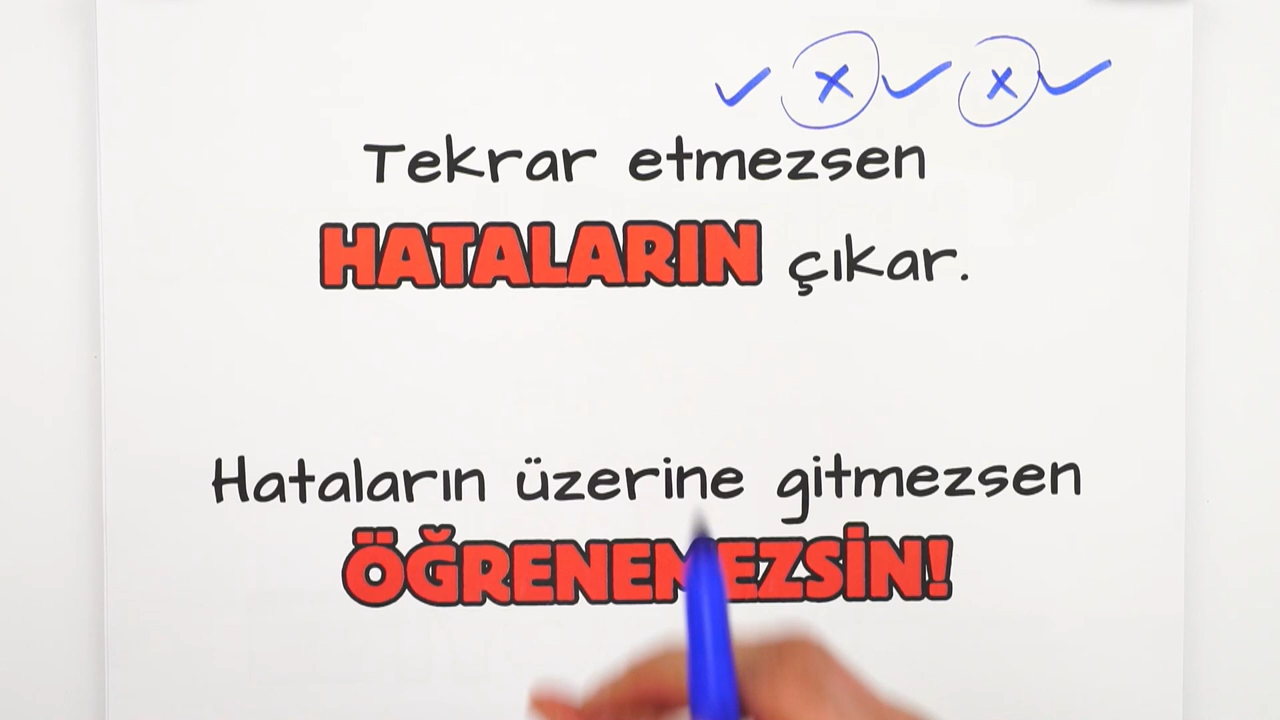 ✓ x ✓ x ✓
Tekrar etmezsen
HATALARIN çıkar.
Hataların üzerine gitmezsen
ÖĞRENEMEZSİN!